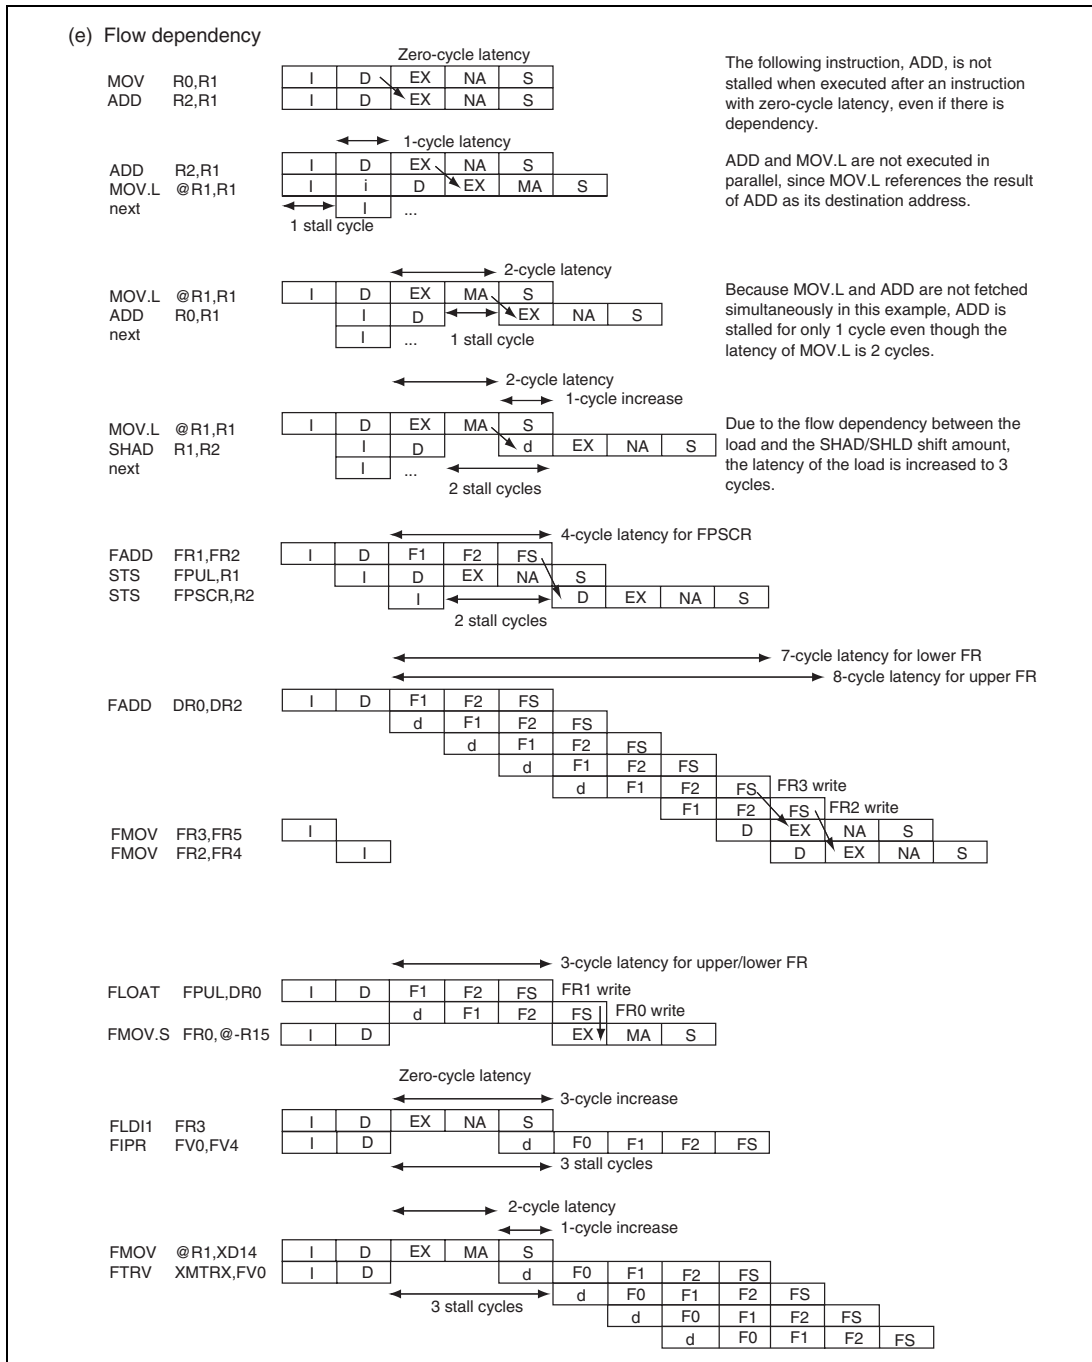 (e) Flow dependency
Zero-cycle latency
MOV R0,R1 I D EX NA S
ADD R2,R1 I D EX NA S
The following instruction, ADD, is not
stalled when executed after an instruction
with zero-cycle latency, even if there is
dependency.
1-cycle latency
ADD R2,R1 I D EX NA S
MOV.L @R1,R1 I i D EX MA S
next I ...
1 stall cycle
ADD and MOV.L are not executed in
parallel, since MOV.L references the result
of ADD as its destination address.
2-cycle latency
MOV.L @R1,R1 I D EX MA S
ADD R0,R1 I D EX NA S
next I ...
1 stall cycle
Because MOV.L and ADD are not fetched
simultaneously in this example, ADD is
stalled for only 1 cycle even though the
latency of MOV.L is 2 cycles.
2-cycle latency
1-cycle increase
MOV.L @R1,R1 I D EX MA S
SHAD R1,R2 I D d EX NA S
next I ...
2 stall cycles
Due to the flow dependency between the
load and the SHAD/SHLD shift amount,
the latency of the load is increased to 3
cycles.
4-cycle latency for FPSCR
FADD FR1,FR2 I D F1 F2 FS
STS FPUL,R1 I D EX NA S
STS FPSCR,R2 I D EX NA S
2 stall cycles
7-cycle latency for lower FR
8-cycle latency for upper FR
FADD DR0,DR2 I D F1 F2 FS
d F1 F2 FS
d F1 F2 FS
d F1 F2 FS
d F1 F2 FS FR3 write
F1 F2 FS FR2 write
FMOV FR3,FR5 I D EX NA S
FMOV FR2,FR4 I D EX NA S
3-cycle latency for upper/lower FR
FLOAT FPUL,DR0 I D F1 F2 FS FR1 write
d F1 F2 FS FR0 write
FMOV.S FR0,@-R15 I D EX MA S
Zero-cycle latency
3-cycle increase
FLDI1 FR3 I D EX NA S
FIPR FV0,FV4 I D d F0 F1 F2 FS
3 stall cycles
2-cycle latency
1-cycle increase
FMOV @R1,XD14 I D EX MA S
FTRV XMTRX,FV0 I D d F0 F1 F2 FS
d F0 F1 F2 FS
d F0 F1 F2 FS
d F0 F1 F2 FS
3 stall cycles